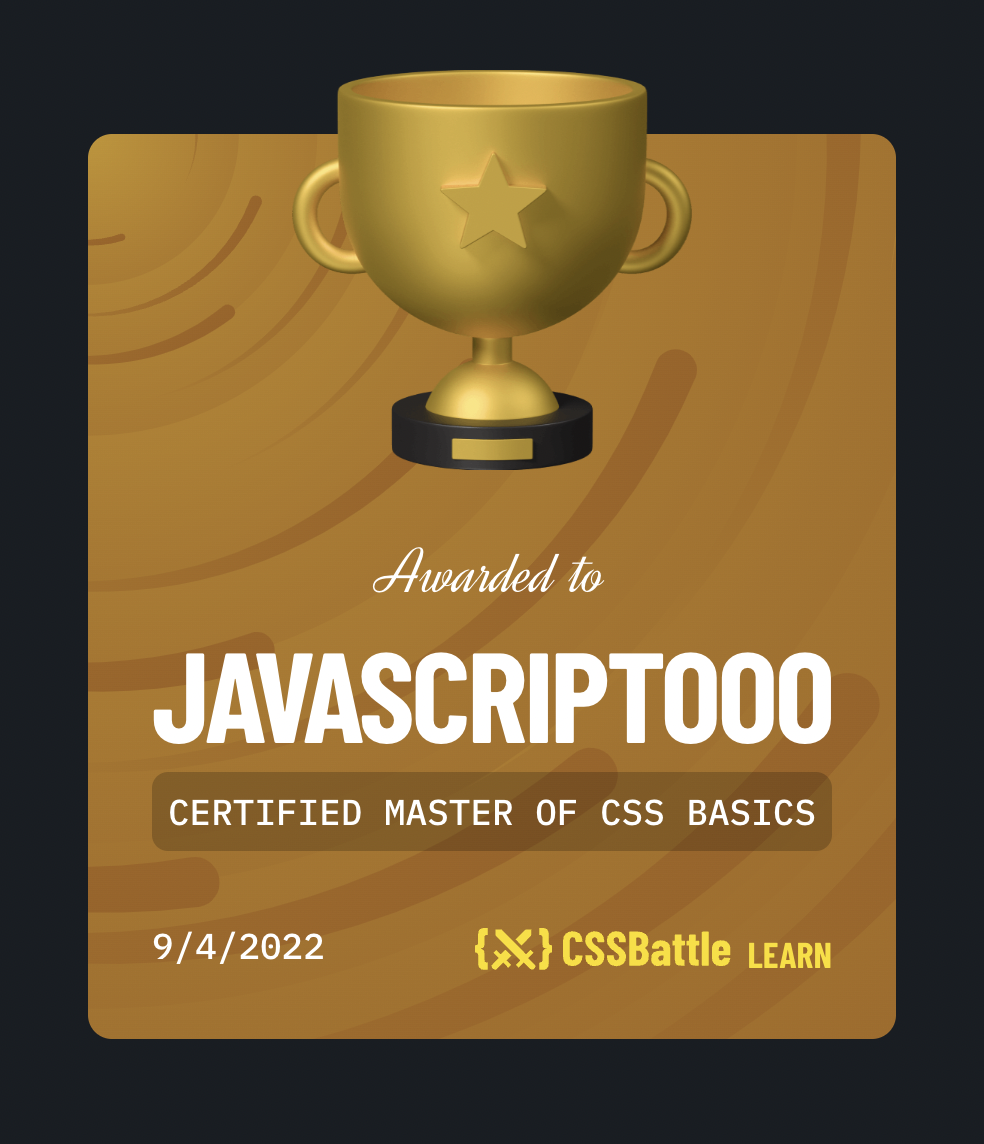 Awarded to
JAVASCRIPTOOO
CERTIFIED MASTER OF CSS BASICS
9/4/2022
{⚔} CSSBattle LEARN